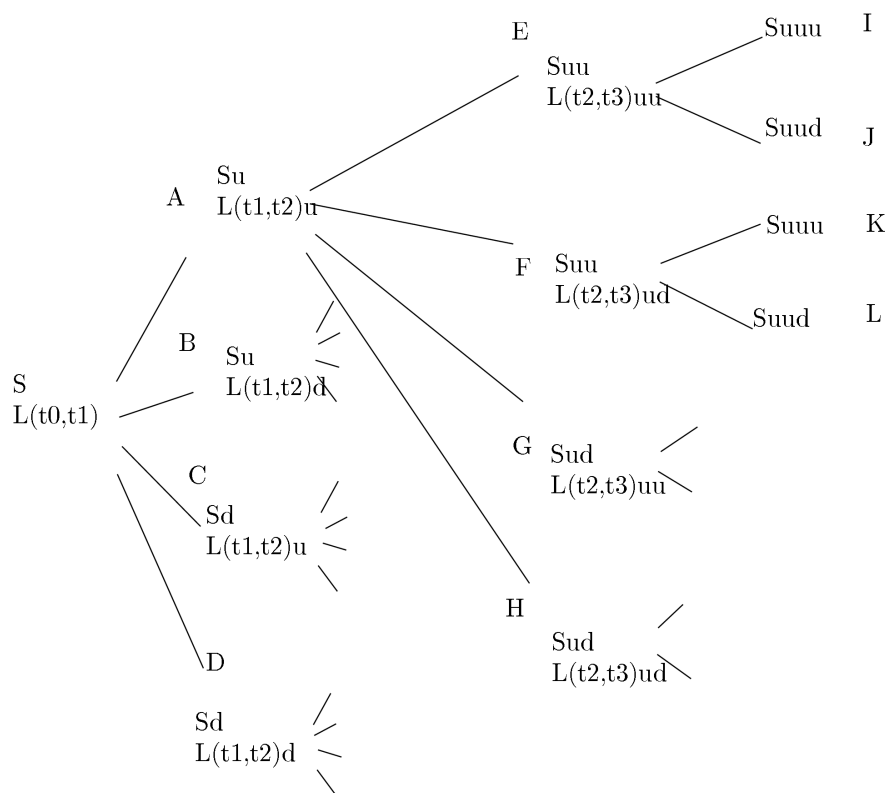 E
Suu
L(t2,t3)uu
Suuu
I
Suud
J
A
Su
L(t1,t2)u
F
Suu
L(t2,t3)ud
Suuu
K
Suud
L
B
Su
L(t1,t2)d
S
L(t0,t1)
G
Sud
L(t2,t3)uu
C
Sd
L(t1,t2)u
H
Sud
L(t2,t3)ud
D
Sd
L(t1,t2)d